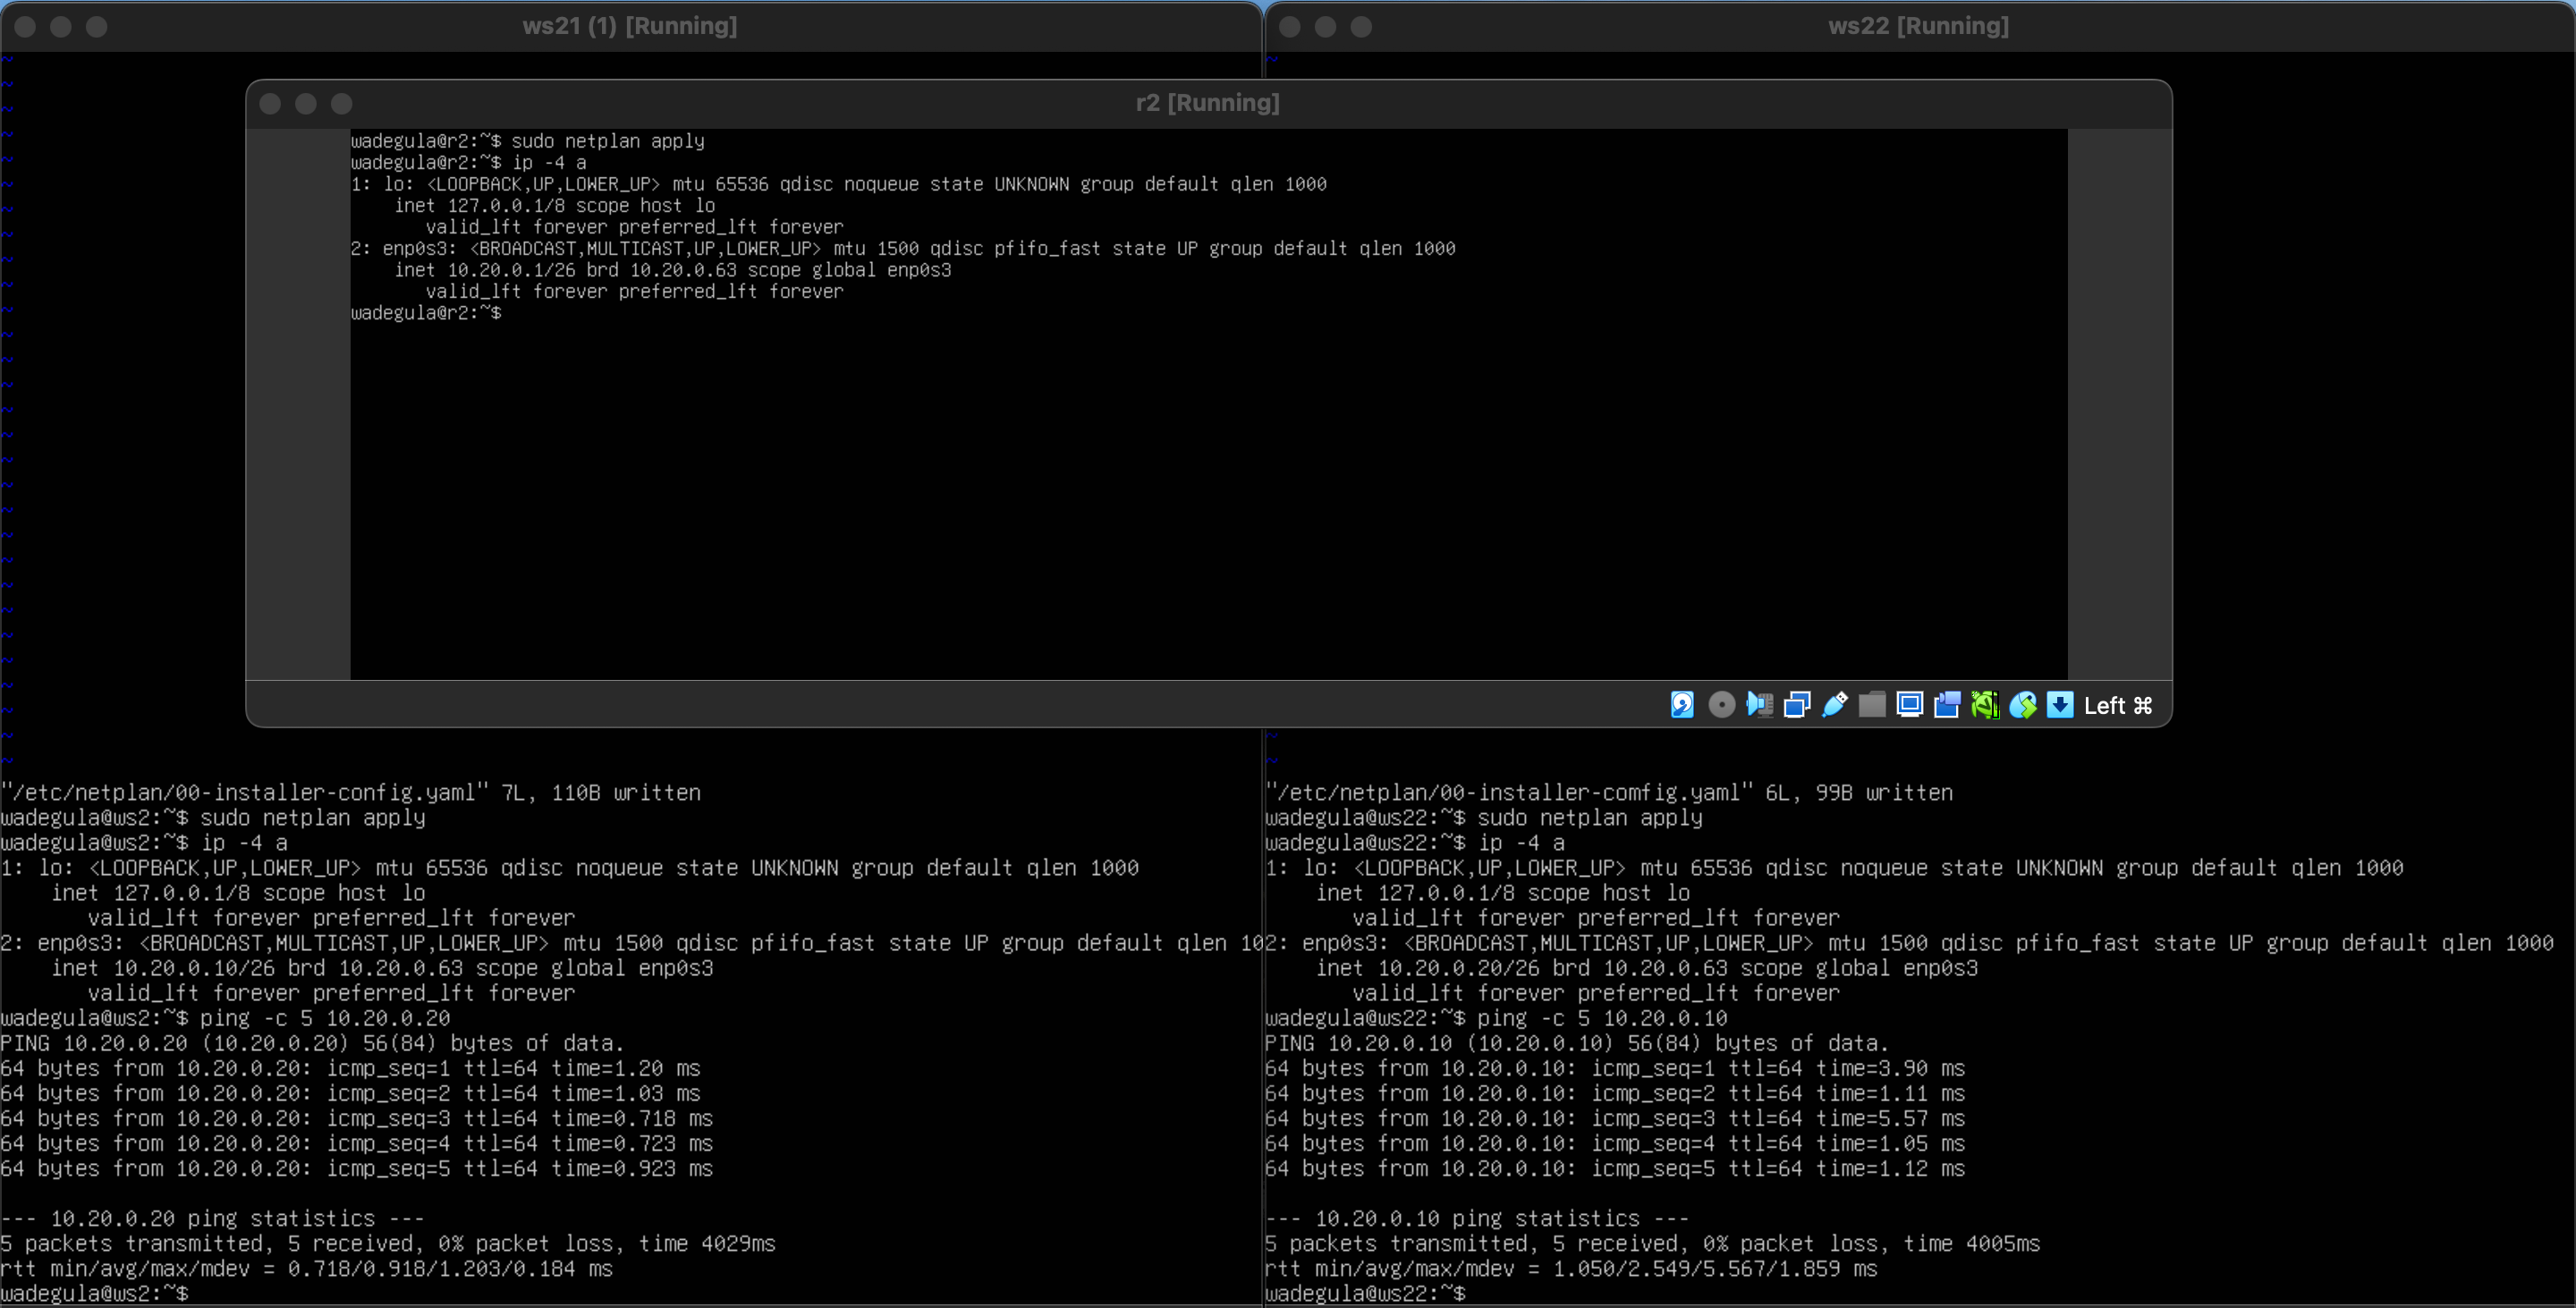 ws21 (1) [Running]
ws22 [Running]
r2 [Running]
wadegula@r2:~$ sudo netplan apply
wadegula@r2:~$ ip -4 a
1: lo: <LOOPBACK,UP,LOWER_UP> mtu 65536 qdisc noqueue state UNKNOWN group default qlen 1000
    inet 127.0.0.1/8 scope host lo
       valid_lft forever preferred_lft forever
2: enp0s3: <BROADCAST,MULTICAST,UP,LOWER_UP> mtu 1500 qdisc pfifo_fast state UP group default qlen 1000
    inet 10.20.0.1/26 brd 10.20.0.63 scope global enp0s3
       valid_lft forever preferred_lft forever
wadegula@r2:~$
Left ⌘
"/etc/netplan/00-installer-config.yaml" 7L, 110B written
wadegula@ws2:~$ sudo netplan apply
wadegula@ws2:~$ ip -4 a
1: lo: <LOOPBACK,UP,LOWER_UP> mtu 65536 qdisc noqueue state UNKNOWN group default qlen 1000
    inet 127.0.0.1/8 scope host lo
       valid_lft forever preferred_lft forever
2: enp0s3: <BROADCAST,MULTICAST,UP,LOWER_UP> mtu 1500 qdisc pfifo_fast state UP group default qlen 10
    inet 10.20.0.10/26 brd 10.20.0.63 scope global enp0s3
       valid_lft forever preferred_lft forever
wadegula@ws2:~$ ping -c 5 10.20.0.20
PING 10.20.0.20 (10.20.0.20) 56(84) bytes of data.
64 bytes from 10.20.0.20: icmp_seq=1 ttl=64 time=1.20 ms
64 bytes from 10.20.0.20: icmp_seq=2 ttl=64 time=1.03 ms
64 bytes from 10.20.0.20: icmp_seq=3 ttl=64 time=0.718 ms
64 bytes from 10.20.0.20: icmp_seq=4 ttl=64 time=0.723 ms
64 bytes from 10.20.0.20: icmp_seq=5 ttl=64 time=0.923 ms
--- 10.20.0.20 ping statistics ---
5 packets transmitted, 5 received, 0% packet loss, time 4029ms
rtt min/avg/max/mdev = 0.718/0.918/1.203/0.184 ms
wadegula@ws2:~$
"/etc/netplan/00-installer-comfig.yaml" 6L, 99B written
wadegula@ws22:~$ sudo netplan apply
wadegula@ws22:~$ ip -4 a
1: lo: <LOOPBACK,UP,LOWER_UP> mtu 65536 qdisc noqueue state UNKNOWN group default qlen 1000
    inet 127.0.0.1/8 scope host lo
       valid_lft forever preferred_lft forever
2: enp0s3: <BROADCAST,MULTICAST,UP,LOWER_UP> mtu 1500 qdisc pfifo_fast state UP group default qlen 1000
    inet 10.20.0.20/26 brd 10.20.0.63 scope global enp0s3
       valid_lft forever preferred_lft forever
wadegula@ws22:~$ ping -c 5 10.20.0.10
PING 10.20.0.10 (10.20.0.10) 56(84) bytes of data.
64 bytes from 10.20.0.10: icmp_seq=1 ttl=64 time=3.90 ms
64 bytes from 10.20.0.10: icmp_seq=2 ttl=64 time=1.11 ms
64 bytes from 10.20.0.10: icmp_seq=3 ttl=64 time=5.57 ms
64 bytes from 10.20.0.10: icmp_seq=4 ttl=64 time=1.05 ms
64 bytes from 10.20.0.10: icmp_seq=5 ttl=64 time=1.12 ms
--- 10.20.0.10 ping statistics ---
5 packets transmitted, 5 received, 0% packet loss, time 4005ms
rtt min/avg/max/mdev = 1.050/2.549/5.567/1.859 ms
wadegula@ws22:~$